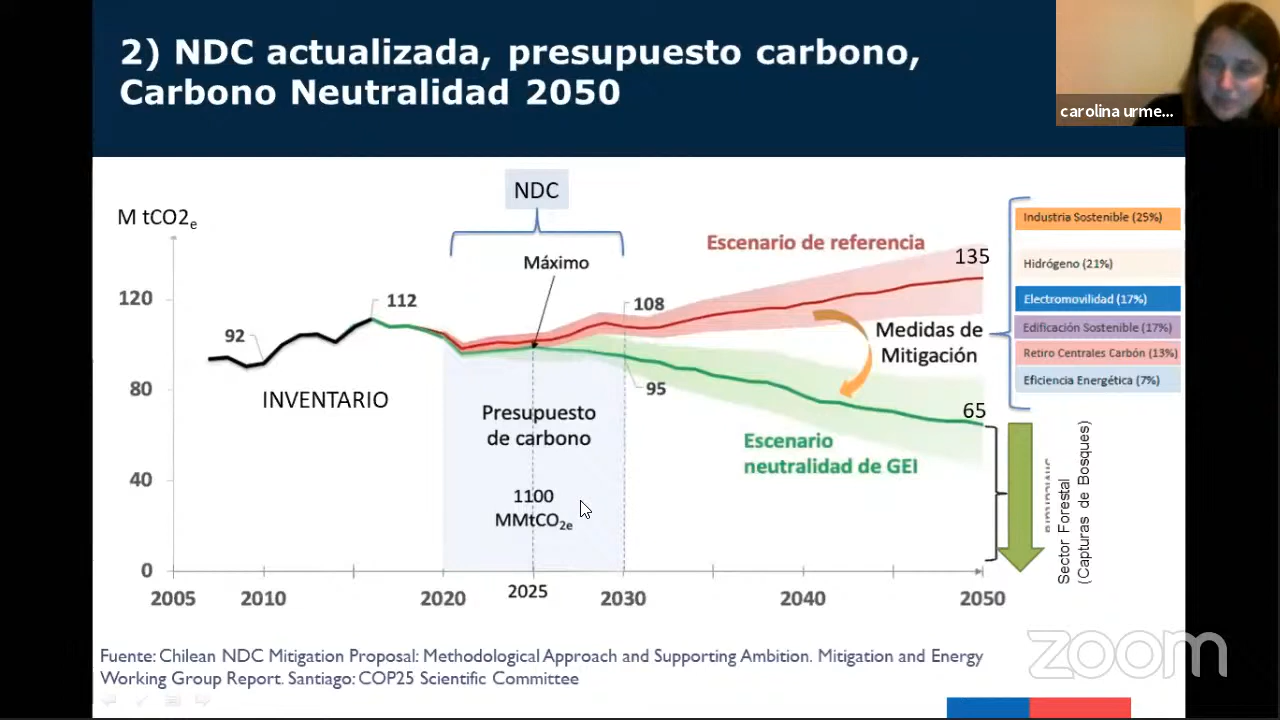 2) NDC actualizada, presupuesto carbono,
Carbono Neutralidad 2050
carolina urme...
NDC
M tCO2e
Máximo
Escenario de referencia
135
120
112
108
92
Medidas de
Mitigación
Industria Sostenible (25%)
Hidrógeno (21%)
Electromovilidad (17%)
Edificación Sostenible (17%)
Retiro Centrales Carbón (13%)
Eficiencia Energética (7%)
80
INVENTARIO
95
65
Presupuesto
de carbono
Escenario
neutralidad de GEI
40
1100
MMtCO2e
Sector Forestal
(Capturas de Bosques)
0
2005
2010
2020
2025
2030
2040
2050
zoom
Fuente: Chilean NDC Mitigation Proposal: Methodological Approach and Supporting Ambition. Mitigation and Energy
Working Group Report. Santiago: COP25 Scientific Committee